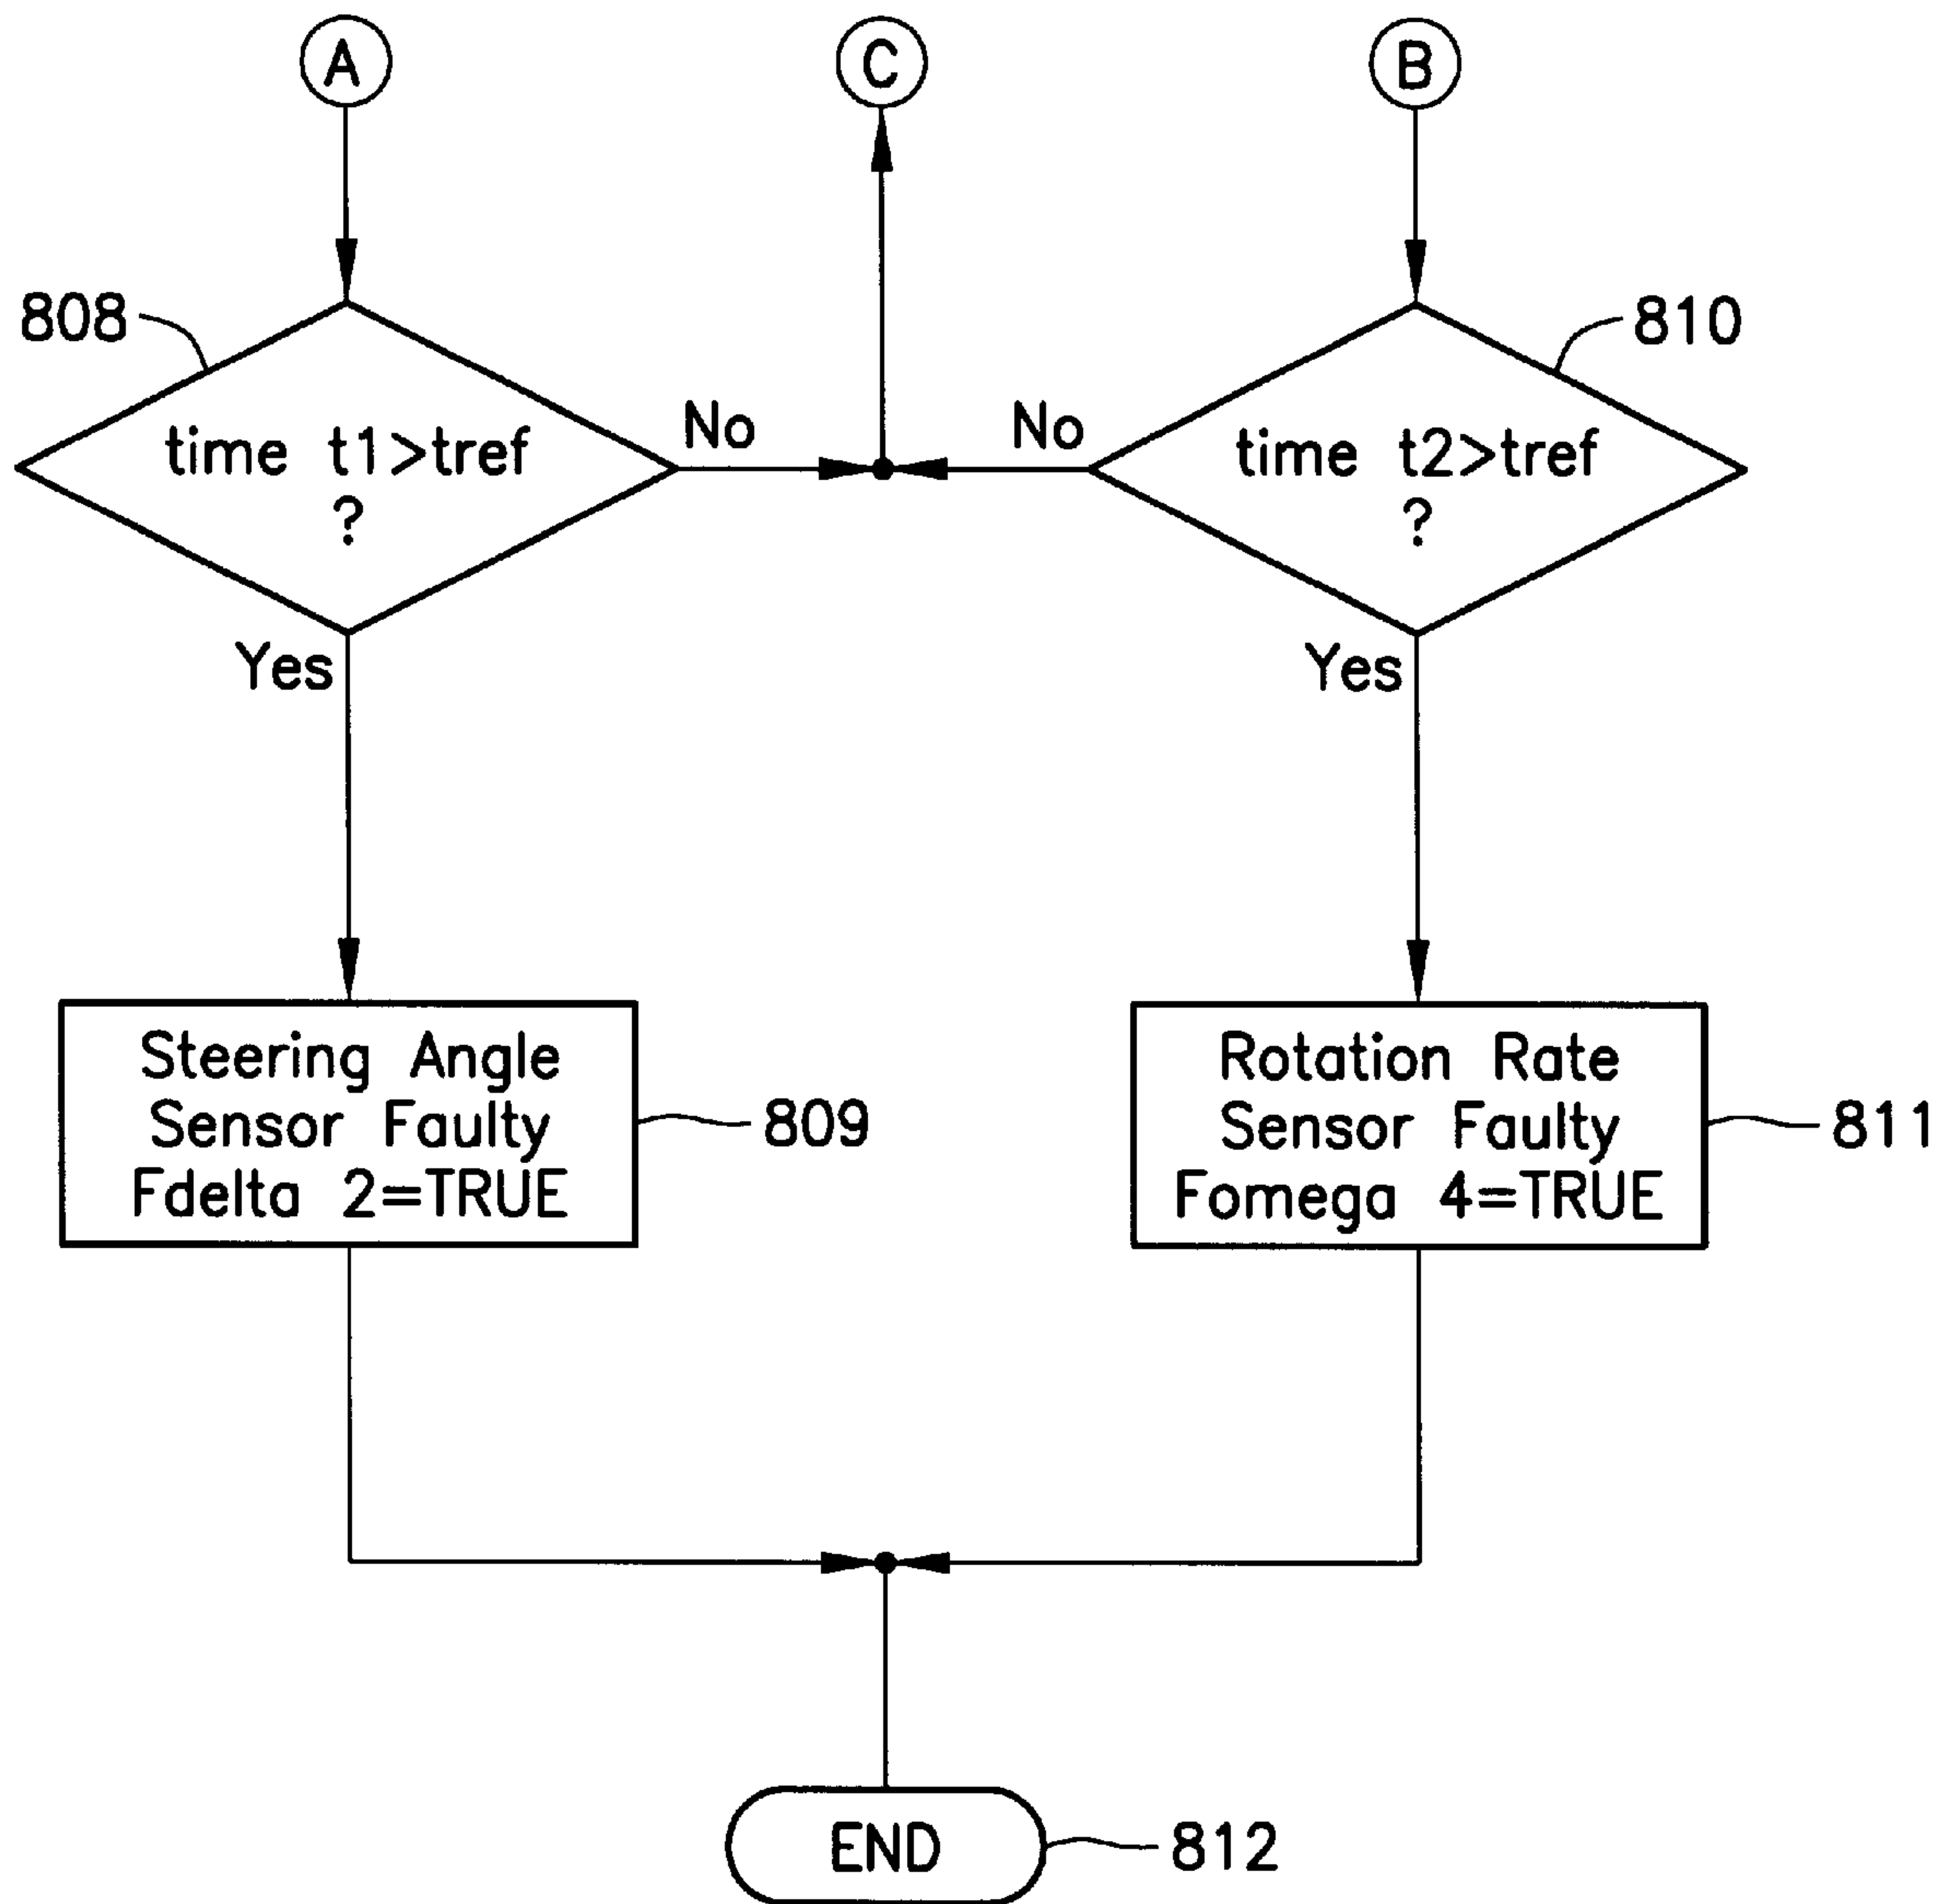 A
C
B
808
810
time t1>tref
?
No
No
time t2>tref
?
Yes
Yes
Steering Angle
Sensor Faulty
Fdelta 2=TRUE
809
Rotation Rate
Sensor Faulty
Fomega 4=TRUE
811
END
812